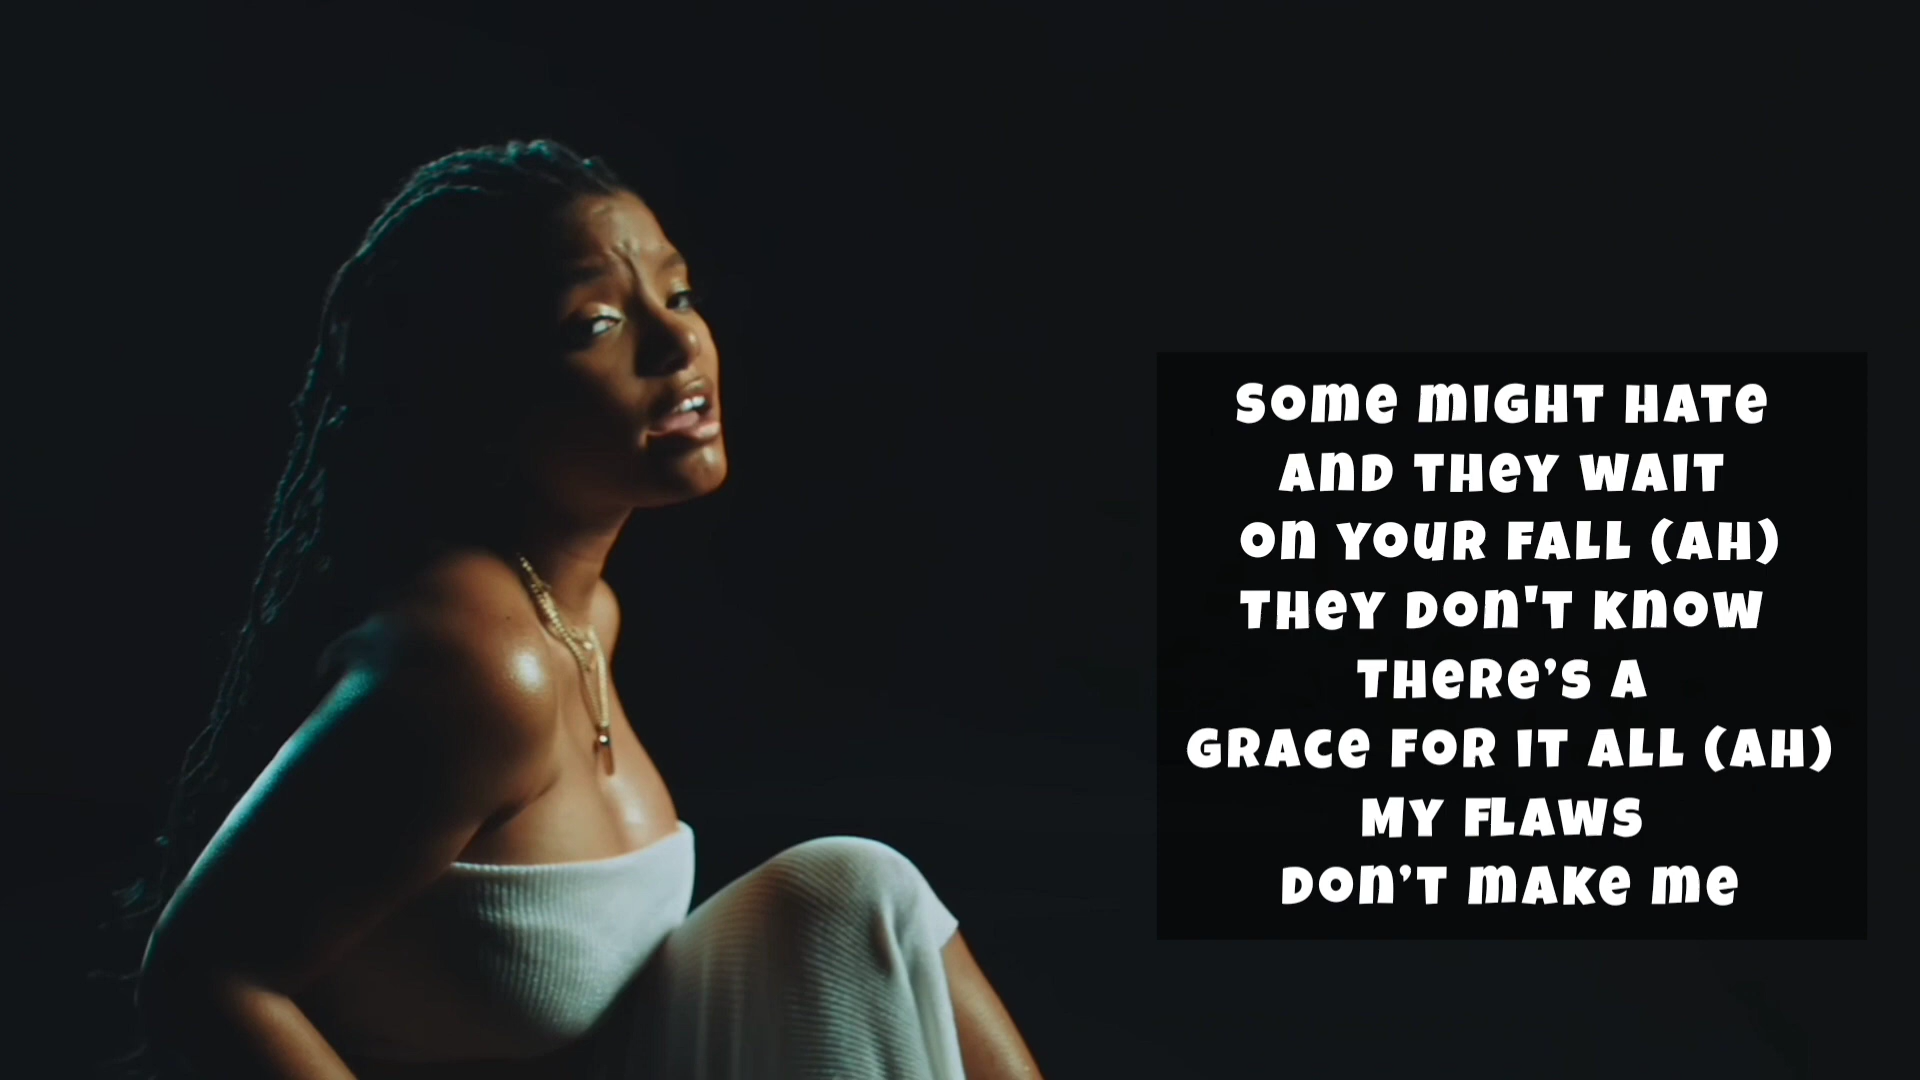 Some might hate
and they wait
on your fall (ah)
They don't know
there’s a
grace for it all (ah)
My flaws
don’t make me